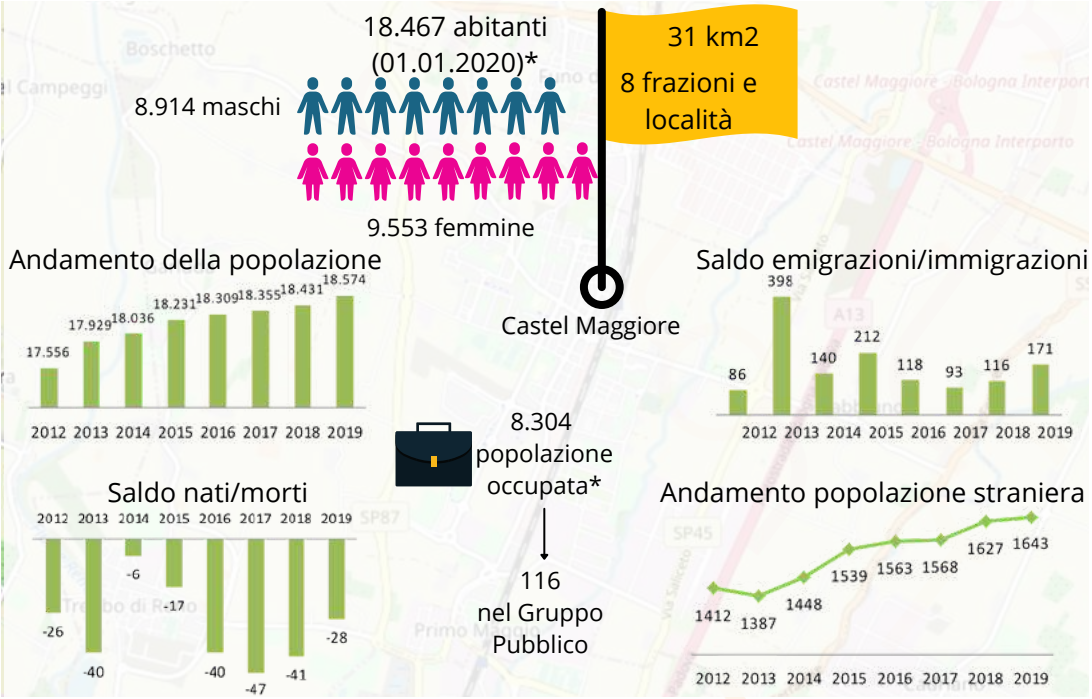 18.467 abitanti
(01.01.2020)*
8.914 maschi
9.553 femmine
31 km2
8 frazioni e
località
Castel Maggiore
Andamento della popolazione
17.556
17.929
18.036
18.231
18.309
18.355
18.431
18.574
2012 2013 2014 2015 2016 2017 2018 2019
Saldo emigrazioni/immigrazioni
86
398
140
212
118
93
116
171
2012 2013 2014 2015 2016 2017 2018 2019
8.304
popolazione
occupata*
116
nel Gruppo
Pubblico
Saldo nati/morti
2012 2013 2014 2015 2016 2017 2018 2019
-26
-40
-6
-17
-40
-47
-41
-28
Andamento popolazione straniera
1412
1387
1448
1539
1563
1568
1627
1643
2012 2013 2014 2015 2016 2017 2018 2019
Boschetto
Campeggi
Castel Maggiore - Bologna Interporto
Castel Maggiore - Bologna Interporto
A13
SP87
SP45
Via Saliceto
Primo Maggio